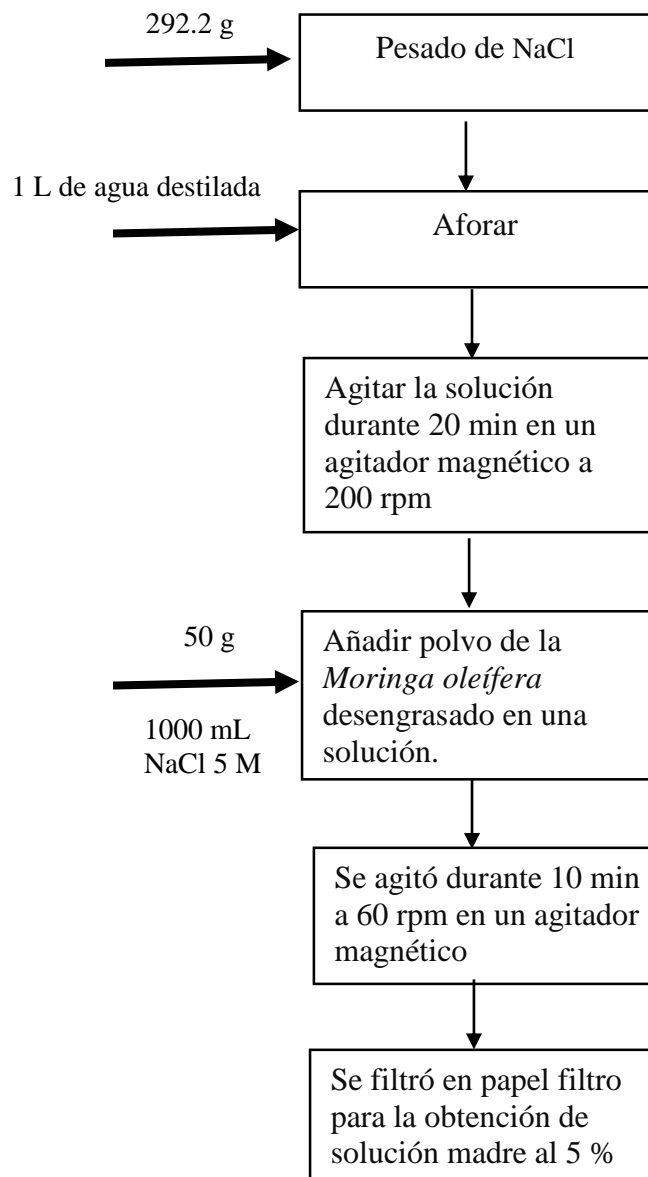 292.2 g
Pesado de NaCl
1 L de agua destilada
Aforar
Agitar la solución
durante 20 min en un
agitador magnético a
200 rpm
50 g
1000 mL
NaCl 5 M
Añadir polvo de la
Moringa oleífera
desengrasado en una
solución.
Se agitó durante 10 min
a 60 rpm en un agitador
magnético
Se filtró en papel filtro
para la obtención de
solución madre al 5 %